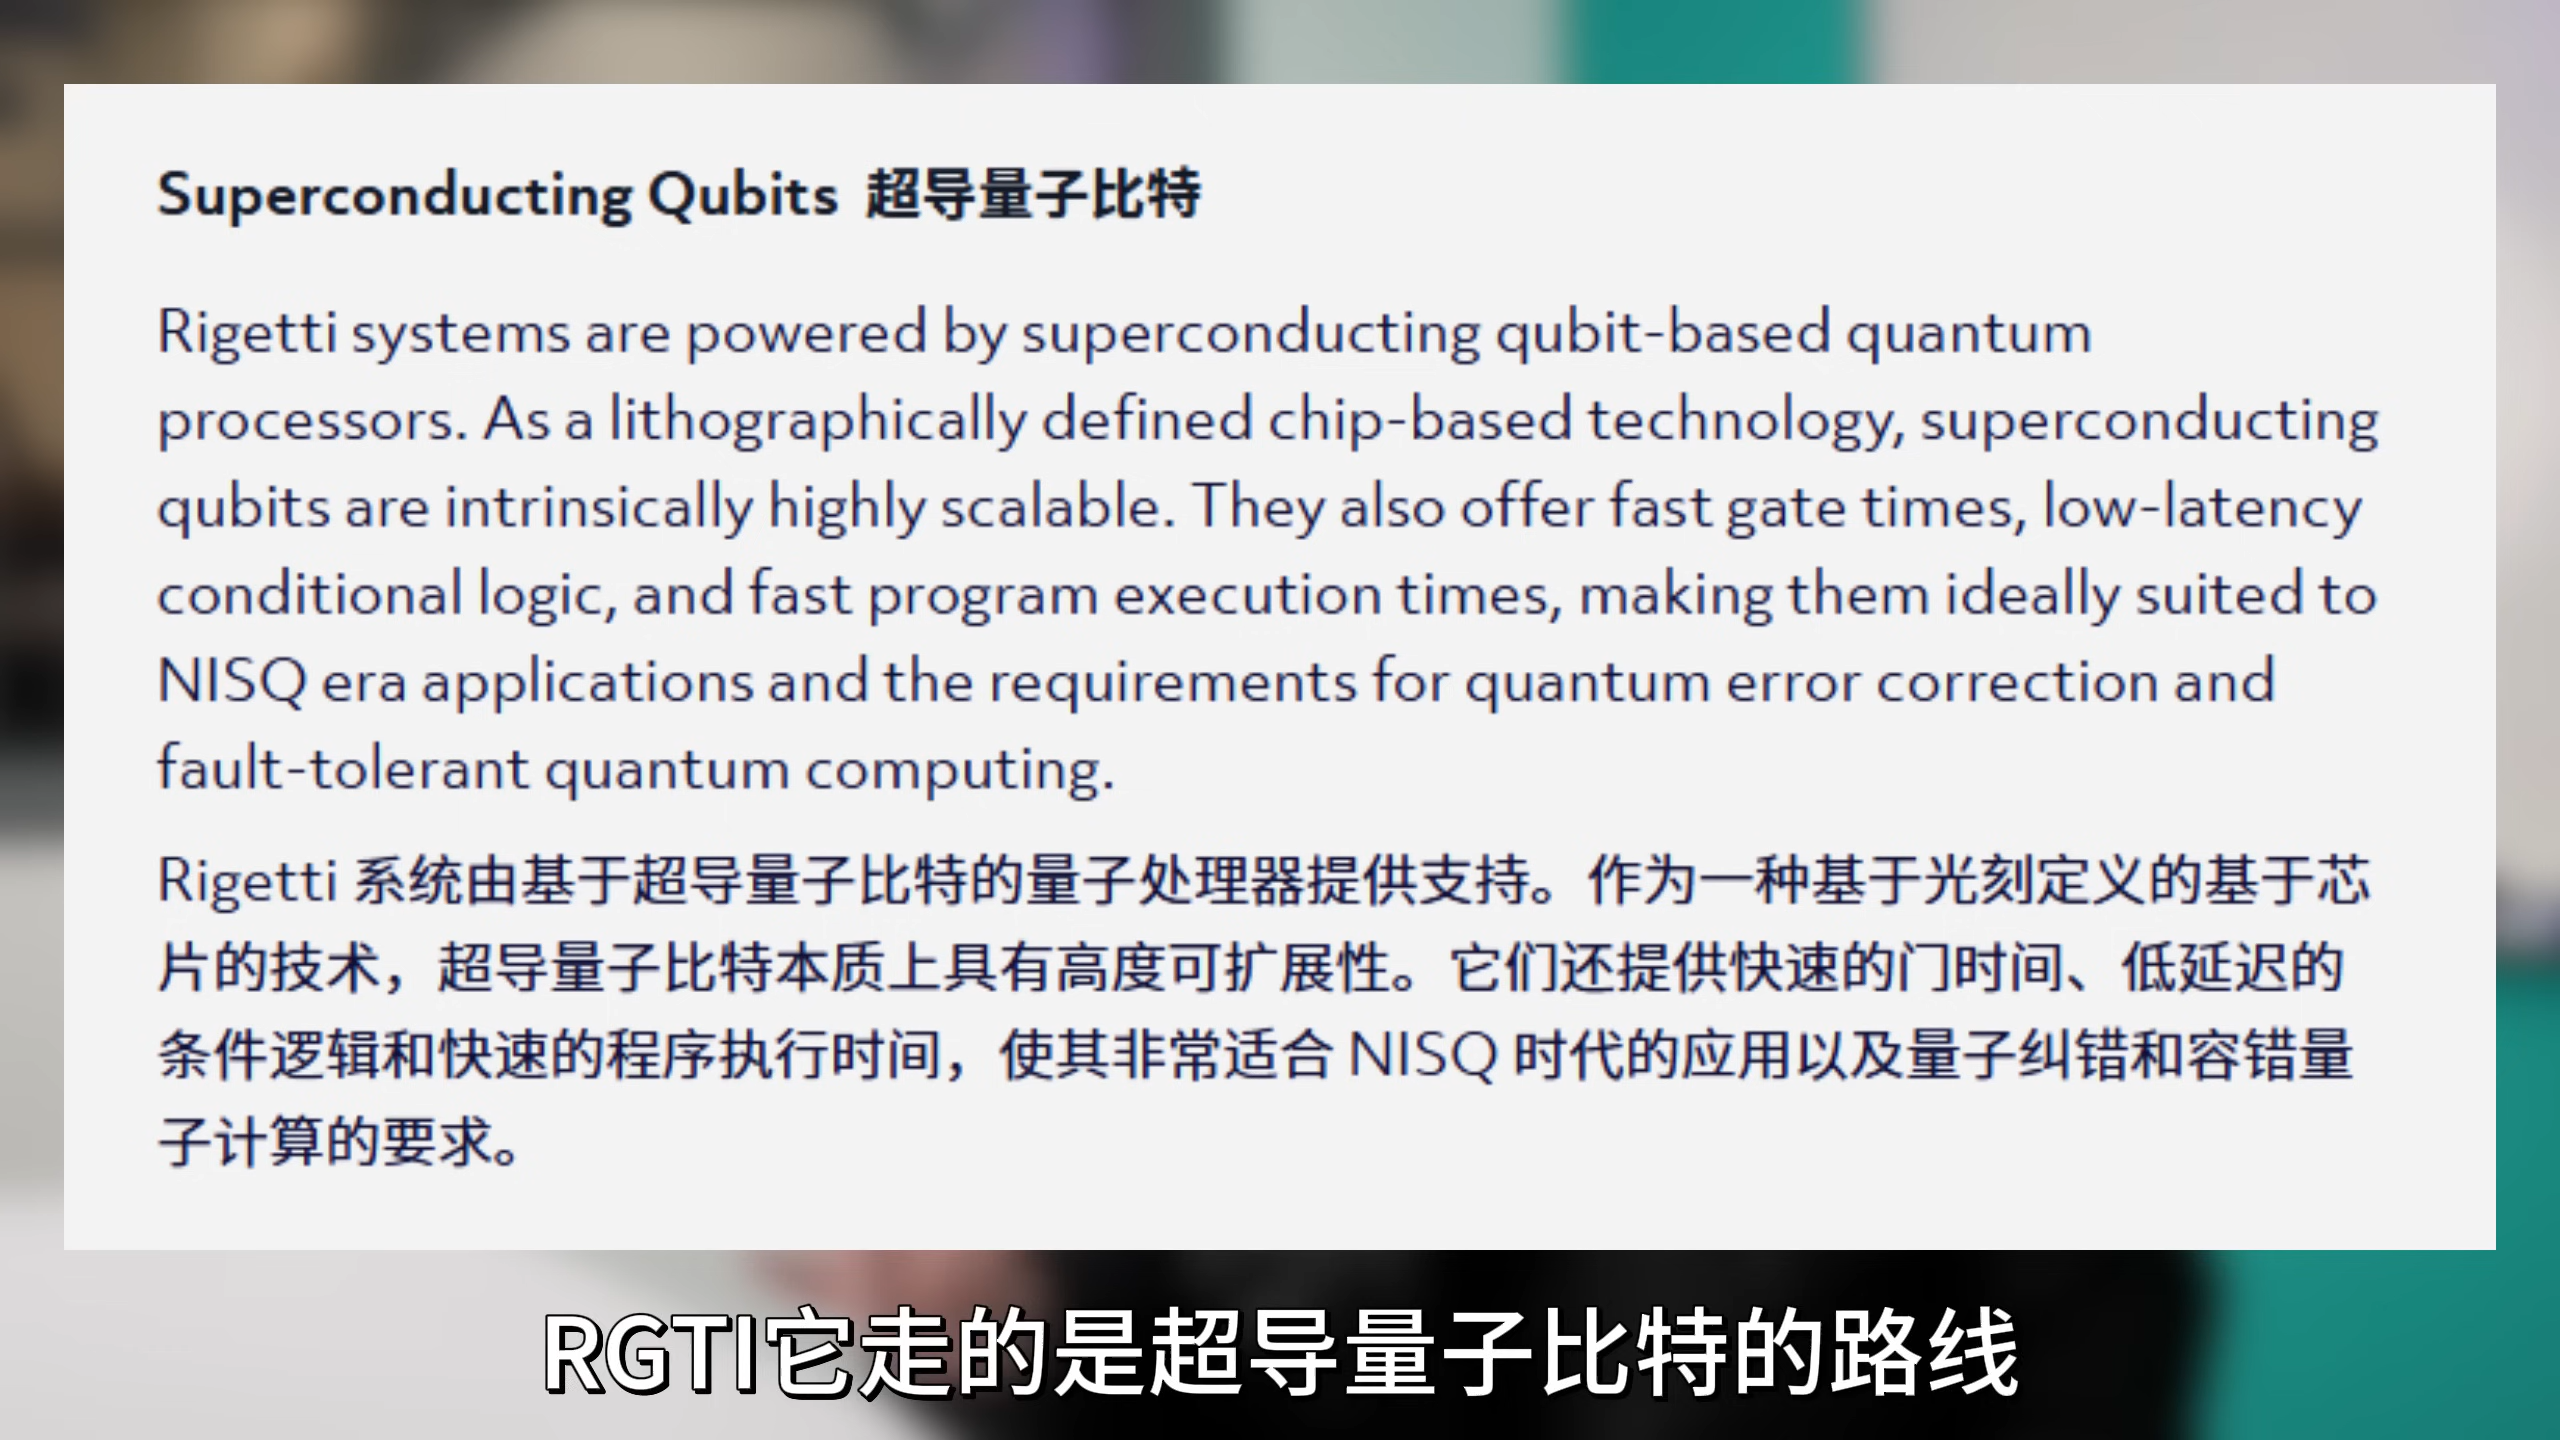 Superconducting Qubits 超导量子比特
Rigetti systems are powered by superconducting qubit-based quantum
processors. As a lithographically defined chip-based technology, superconducting
qubits are intrinsically highly scalable. They also offer fast gate times, low-latency
conditional logic, and fast program execution times, making them ideally suited to
NISQ era applications and the requirements for quantum error correction and
fault-tolerant quantum computing.
Rigetti 系统由基于超导量子比特的量子处理器提供支持。作为一种基于光刻定义的基于芯
片的技术，超导量子比特本质上具有高度可扩展性。它们还提供快速的门时间、低延迟的
条件逻辑和快速的程序执行时间，使其非常适合 NISQ 时代的应用以及量子纠错和容错量
子计算的要求。
RGTI它走的是超导量子比特的路线